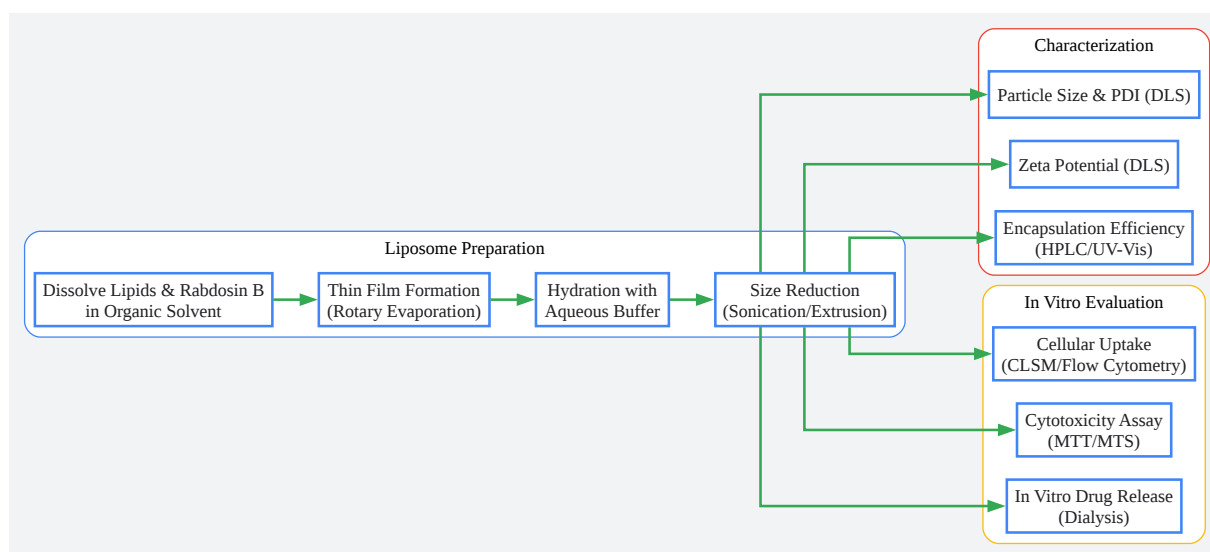 Liposome Preparation
Dissolve Lipids & Rabdosin B
in Organic Solvent
Thin Film Formation
(Rotary Evaporation)
Hydration with
Aqueous Buffer
Size Reduction
(Sonication/Extrusion)
Characterization
Particle Size & PDI (DLS)
Zeta Potential (DLS)
Encapsulation Efficiency
(HPLC/UV-Vis)
In Vitro Evaluation
Cellular Uptake
(CLSM/Flow Cytometry)
Cytotoxicity Assay
(MTT/MTS)
In Vitro Drug Release
(Dialysis)